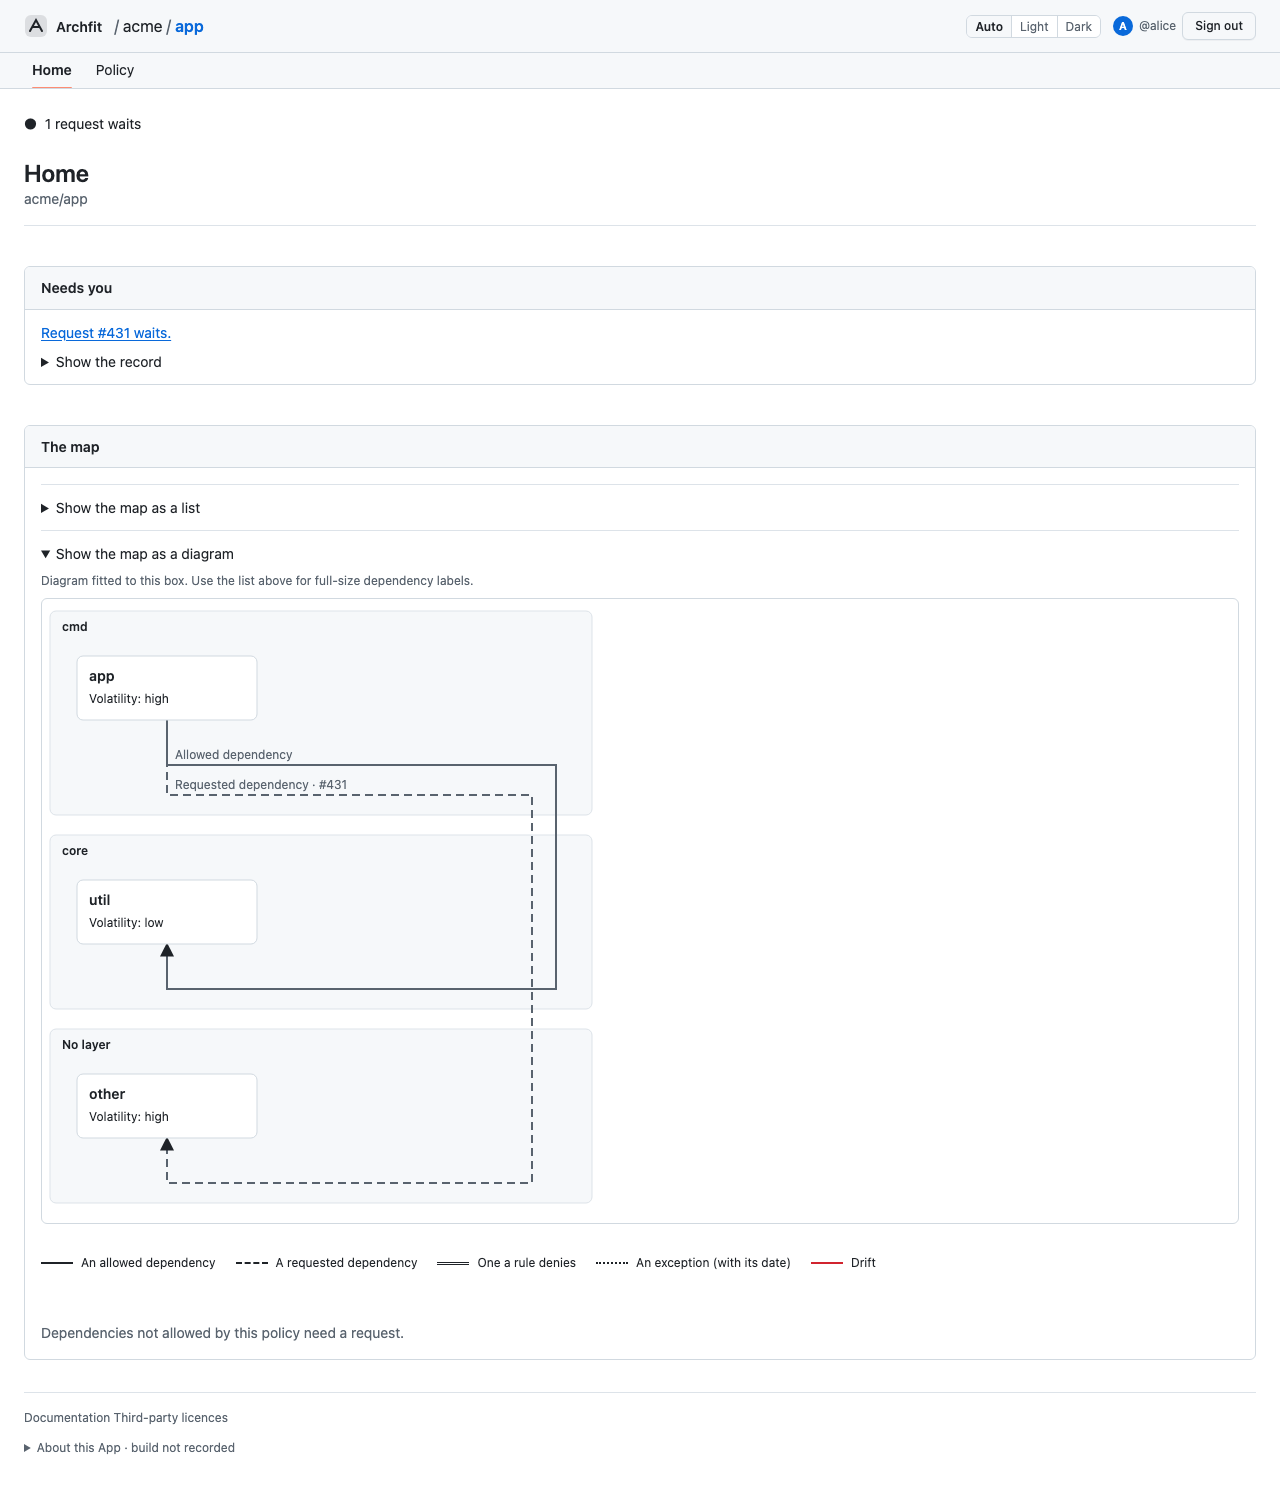 Archfit / acme / app
Auto Light Dark A @alice Sign out
Home Policy
1 request waits
Home
acme/app
Needs you
Request #431 waits.
Show the record
The map
Show the map as a list
Show the map as a diagram
Diagram fitted to this box. Use the list above for full-size dependency labels.
cmd
app
Volatility: high
Allowed dependency
Requested dependency · #431
core
util
Volatility: low
No layer
other
Volatility: high
An allowed dependency A requested dependency One a rule denies An exception (with its date) Drift
Dependencies not allowed by this policy need a request.
Documentation Third-party licences
About this App · build not recorded